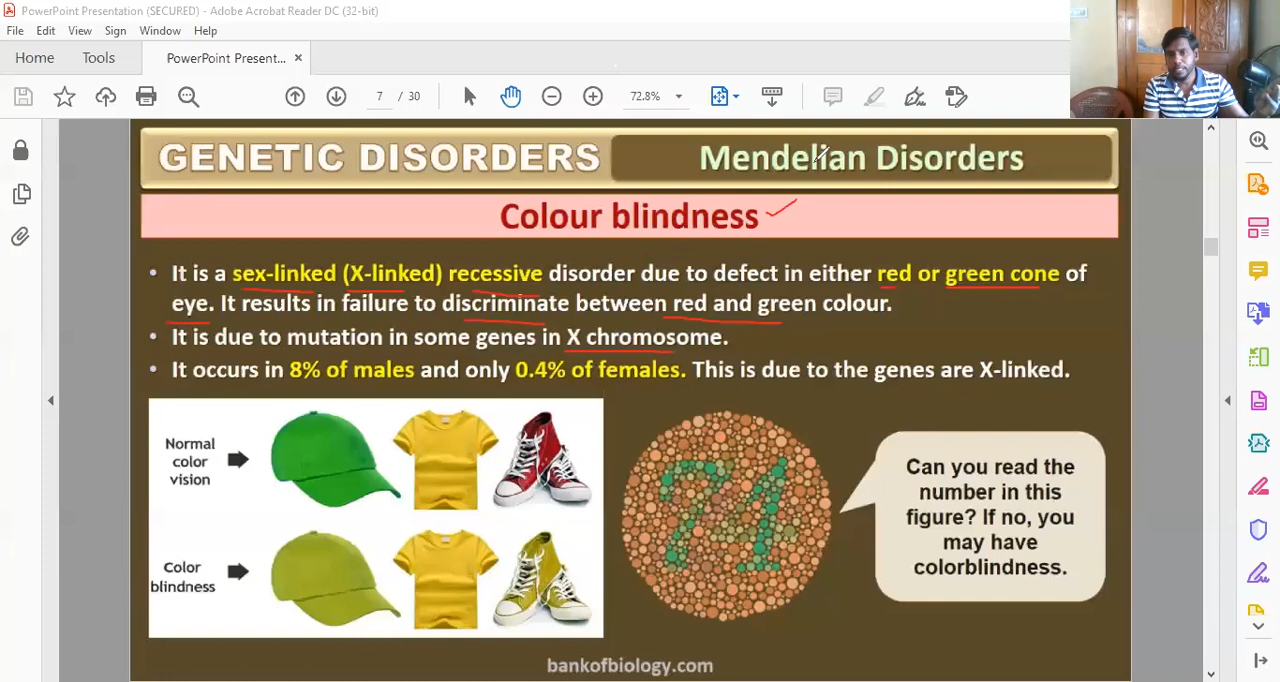 PowerPoint Presentation (SECURED) - Adobe Acrobat Reader DC (32-bit)
File Edit View Sign Window Help
Home Tools PowerPoint Present... ×
7 / 30 72.8%
GENETIC DISORDERS Mendelian Disorders
Colour blindness
• It is a sex-linked (X-linked) recessive disorder due to defect in either red or green cone of
eye. It results in failure to discriminate between red and green colour.
• It is due to mutation in some genes in X chromosome.
• It occurs in 8% of males and only 0.4% of females. This is due to the genes are X-linked.
Normal
color
vision
Color
blindness
74
Can you read the
number in this
figure? If no, you
may have
colorblindness.
bankofbiology.com